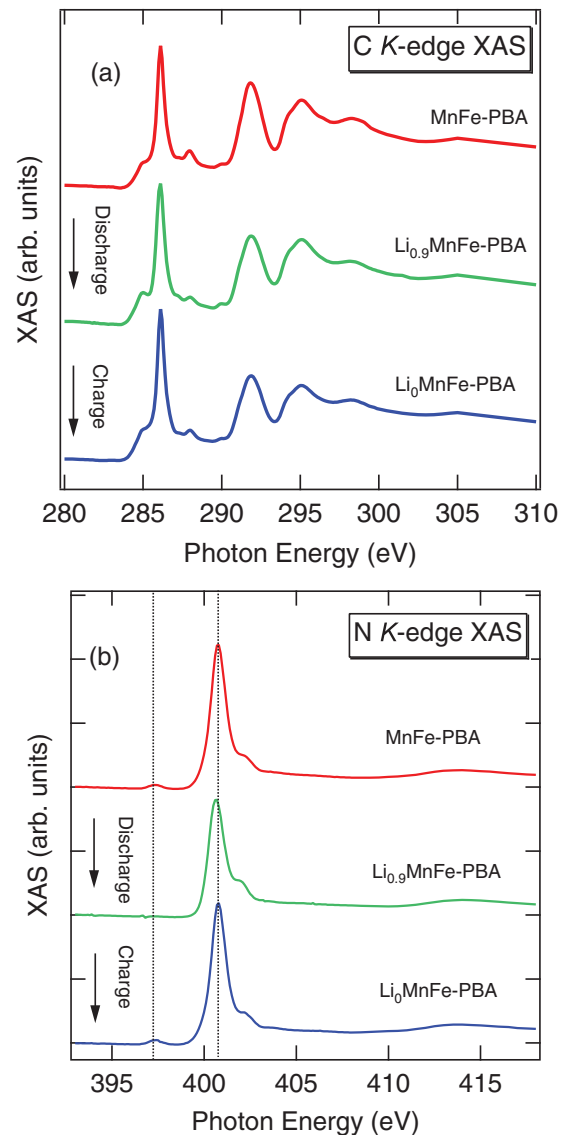 C K-edge XAS
(a)
MnFe-PBA
Li0.9MnFe-PBA
Li0MnFe-PBA
Discharge
Charge
XAS (arb. units)
280 285 290 295 300 305 310
Photon Energy (eV)
N K-edge XAS
(b)
MnFe-PBA
Li0.9MnFe-PBA
Li0MnFe-PBA
Discharge
Charge
XAS (arb. units)
395 400 405 410 415
Photon Energy (eV)